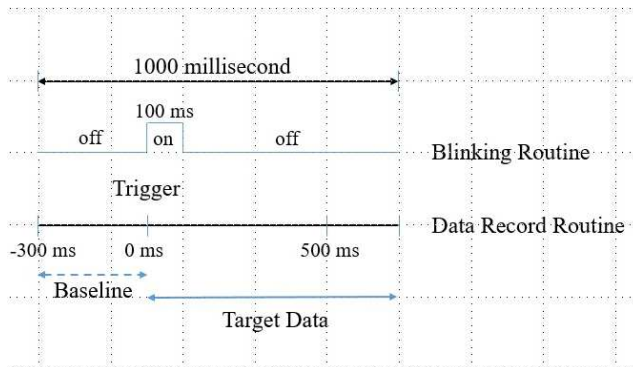 1000 millisecond
100 ms
off on off
Blinking Routine
Trigger
Data Record Routine
-300 ms 0 ms 500 ms
Baseline
Target Data